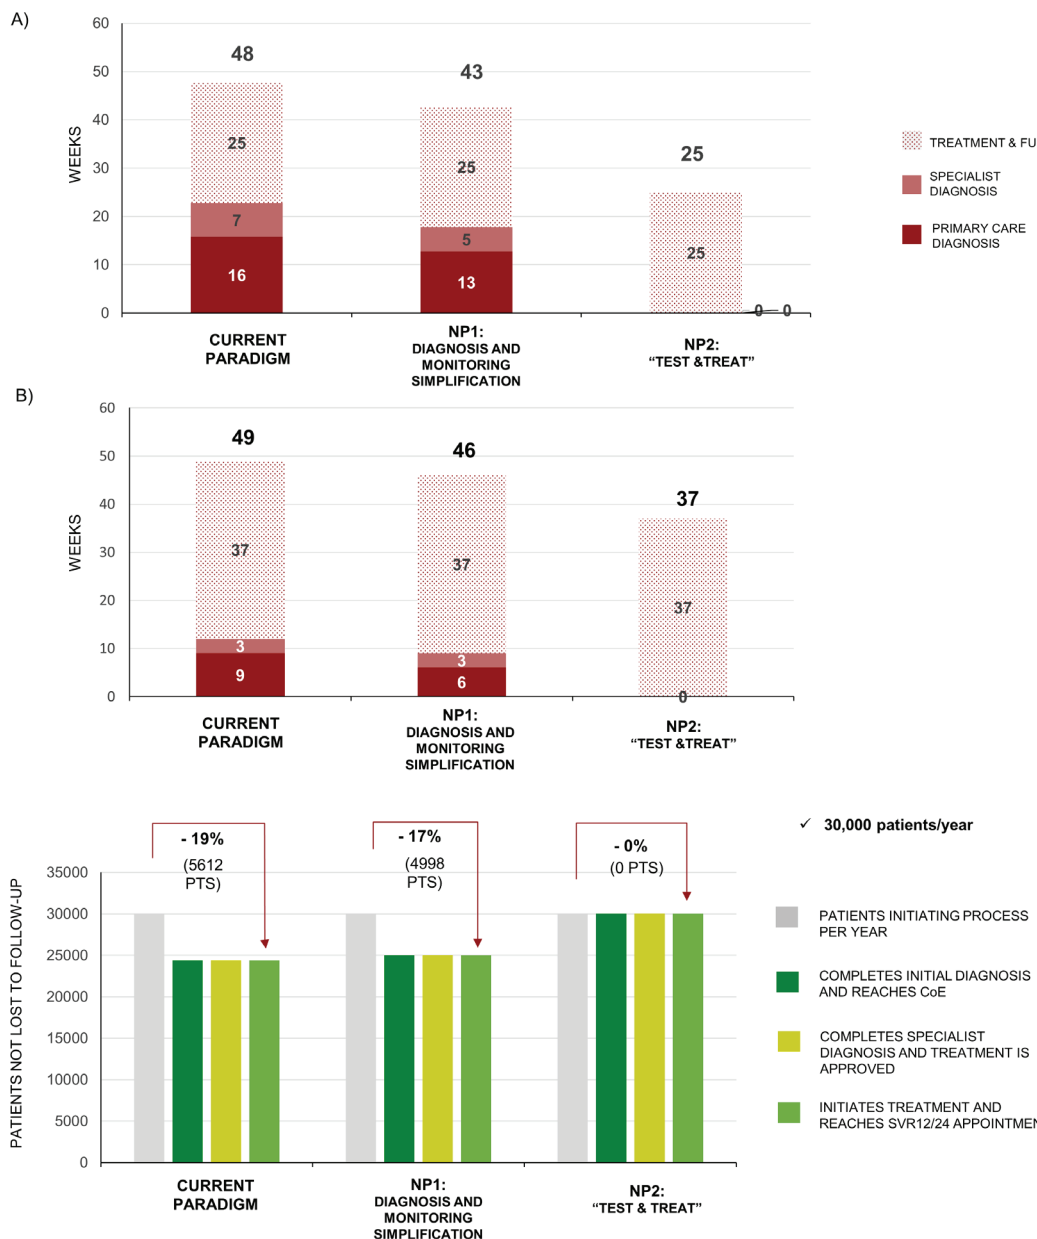 A)
60
50
40
30
20
10
0
WEEKS
48
25
7
16
43
25
5
13
25
25
0
0
CURRENT
PARADIGM
NP1:
DIAGNOSIS AND
MONITORING
SIMPLIFICATION
NP2:
“TEST &TREAT”
TREATMENT & FU
SPECIALIST
DIAGNOSIS
PRIMARY CARE
DIAGNOSIS
B)
60
50
40
30
20
10
0
WEEKS
49
37
3
9
46
37
3
6
37
37
0
CURRENT
PARADIGM
NP1:
DIAGNOSIS AND
MONITORING
SIMPLIFICATION
NP2:
“TEST &TREAT”
- 19%
(5612
PTS)
- 17%
(4998
PTS)
- 0%
(0 PTS)
✓ 30,000 patients/year
35000
30000
25000
20000
15000
10000
5000
0
PATIENTS NOT LOST TO FOLLOW-UP
CURRENT
PARADIGM
NP1:
DIAGNOSIS AND
MONITORING
SIMPLIFICATION
NP2:
“TEST & TREAT”
PATIENTS INITIATING PROCESS
PER YEAR
COMPLETES INITIAL DIAGNOSIS
AND REACHES CoE
COMPLETES SPECIALIST
DIAGNOSIS AND TREATMENT IS
APPROVED
INITIATES TREATMENT AND
REACHES SVR12/24 APPOINTMEN